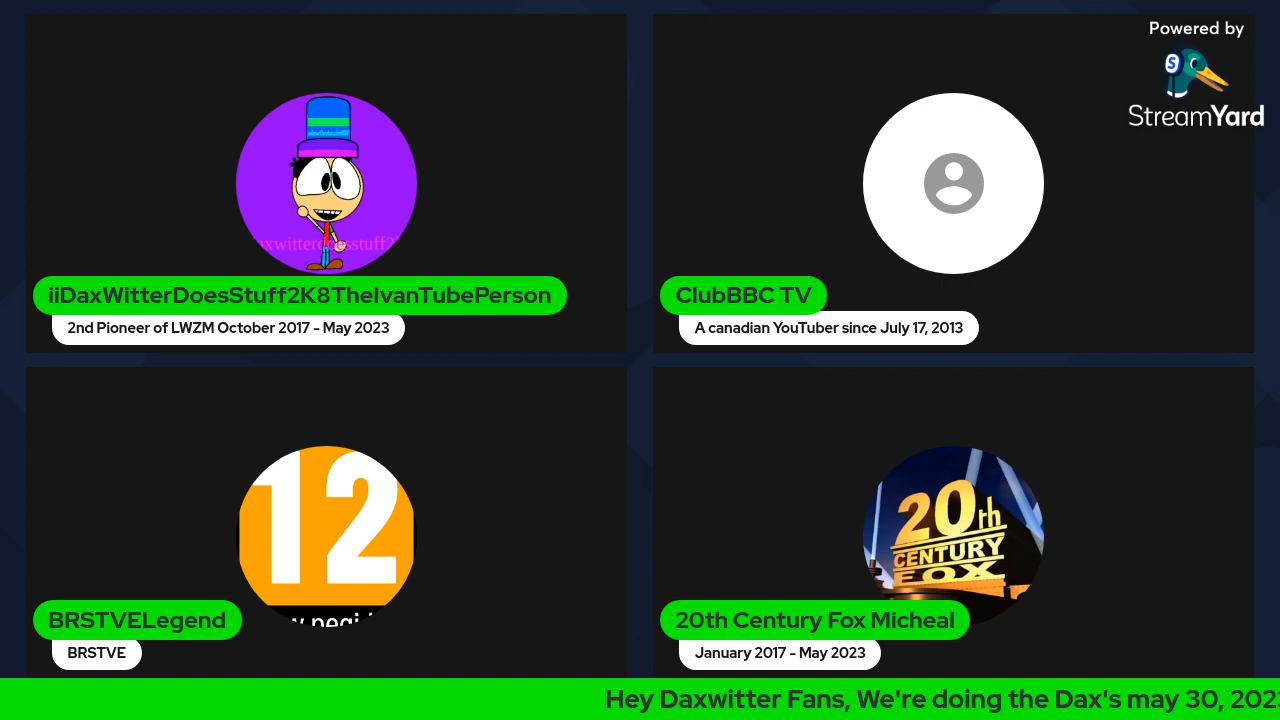 Powered by
StreamYard
iiDaxWitterDoesStuff2K8TheIvanTubePerson
2nd Pioneer of LWZM October 2017 - May 2023
ClubBBC TV
A canadian YouTuber since July 17, 2013
12
BRSTVELegend
BRSTVE
20th
CENTURY
FOX
20th Century Fox Micheal
January 2017 - May 2023
Hey Daxwitter Fans, We're doing the Dax's may 30,